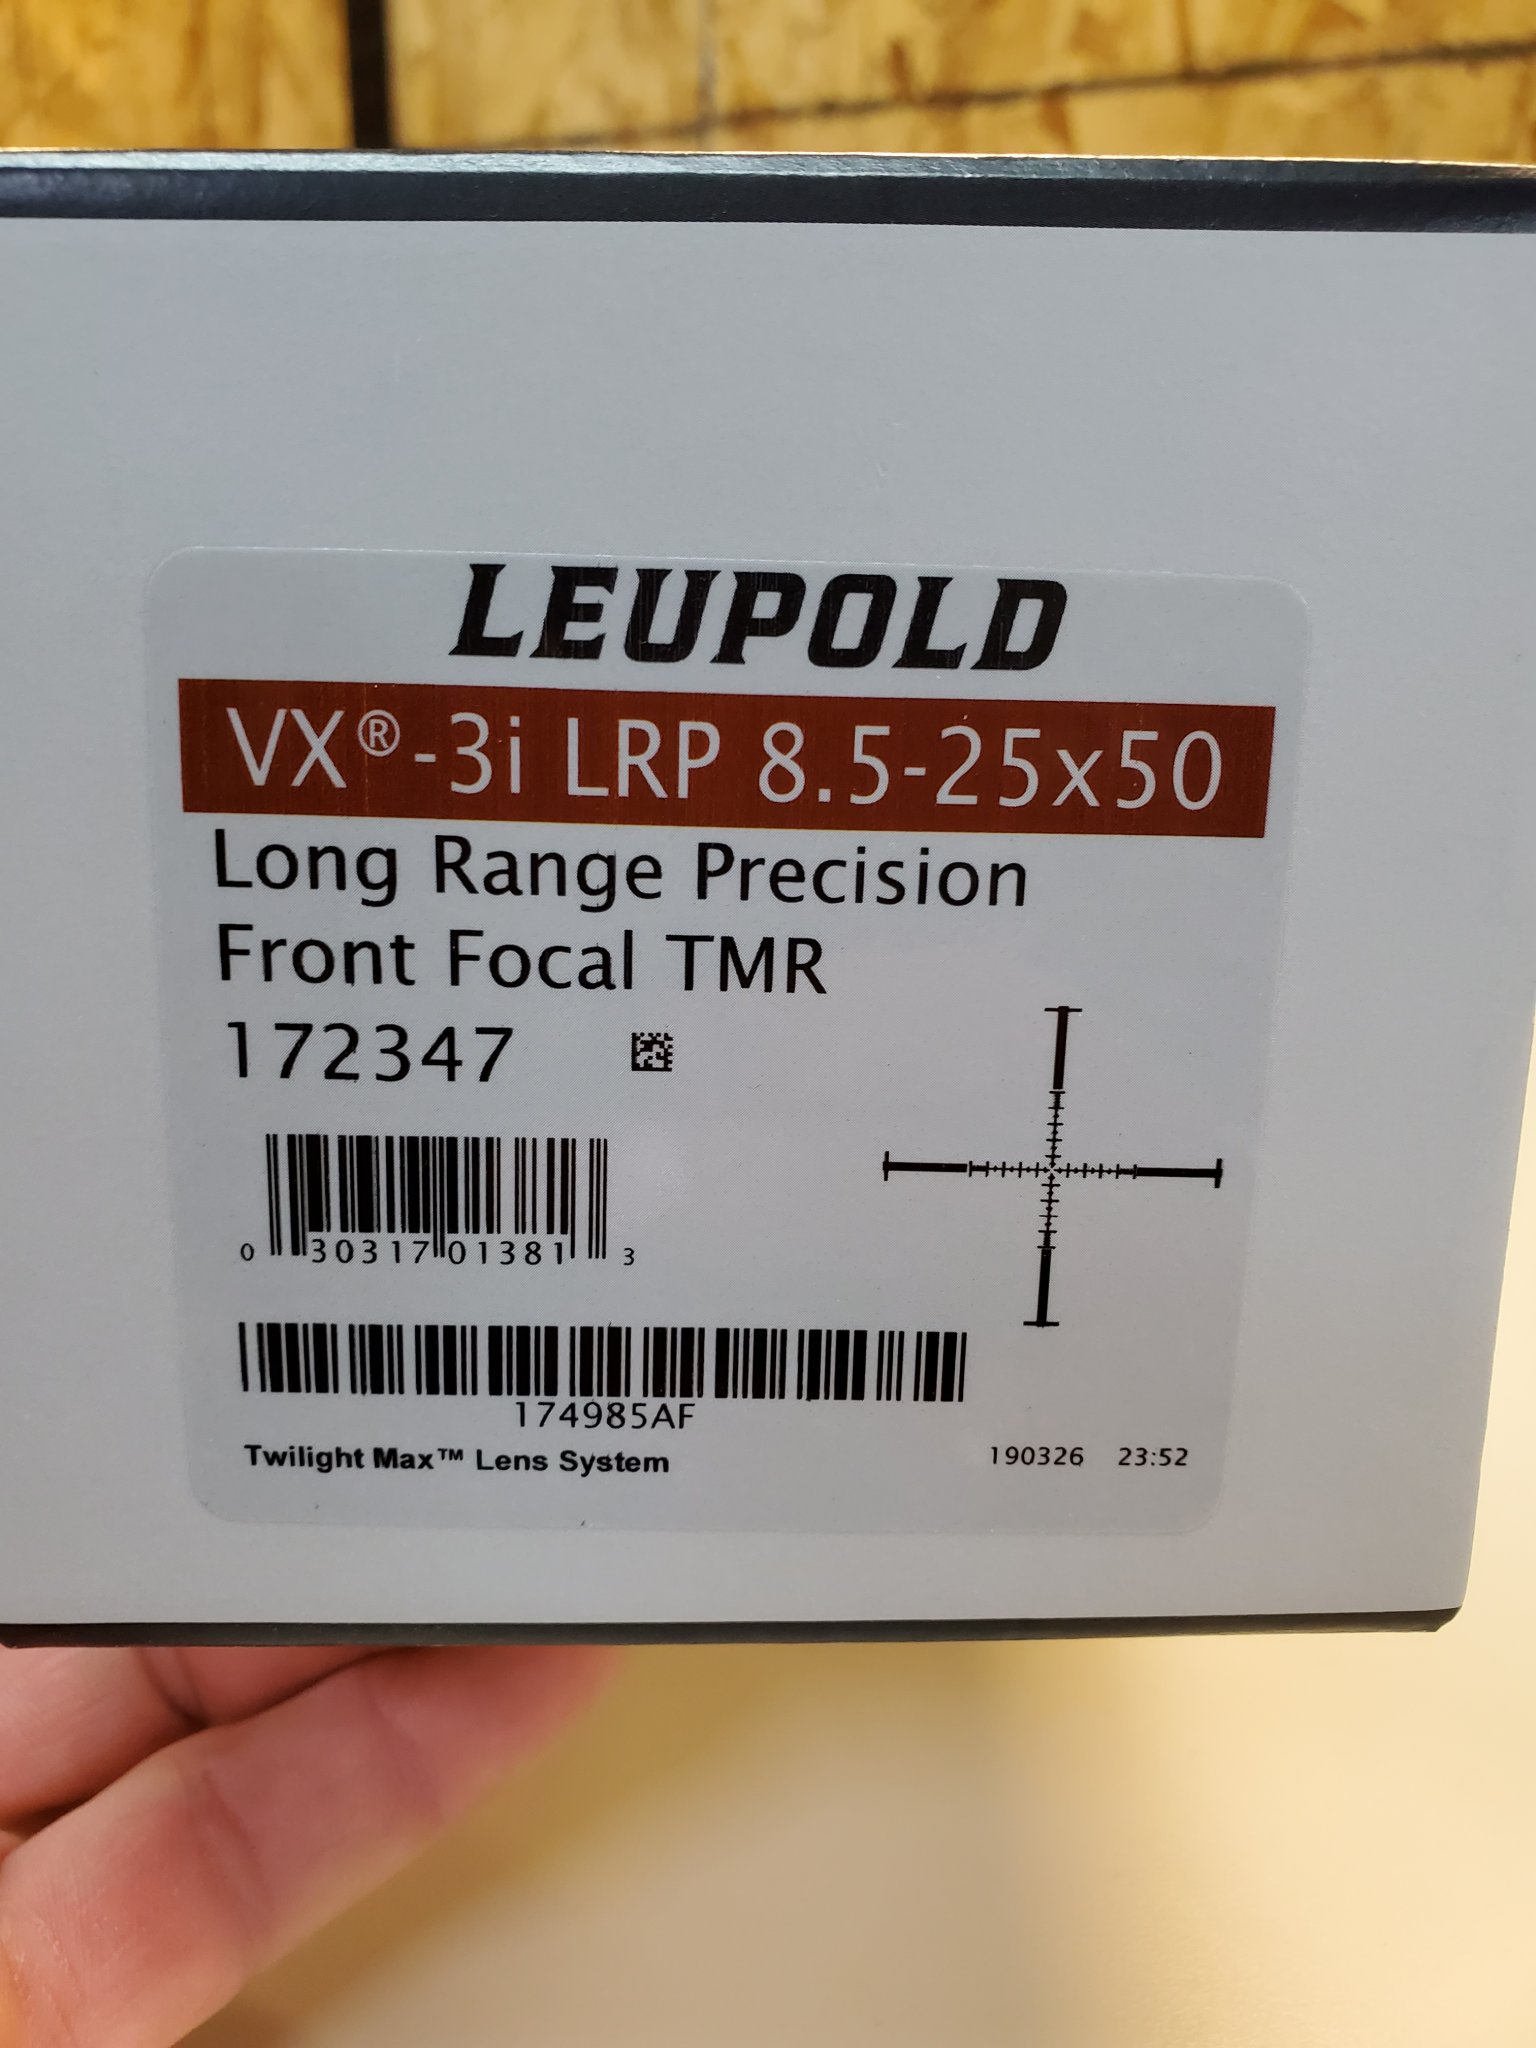 LEUPOLD
VX®-3i LRP 8.5-25x50
Long Range Precision
Front Focal TMR
172347
0 30317 01381 3
174985AF
Twilight Max™ Lens System 190326 23:52